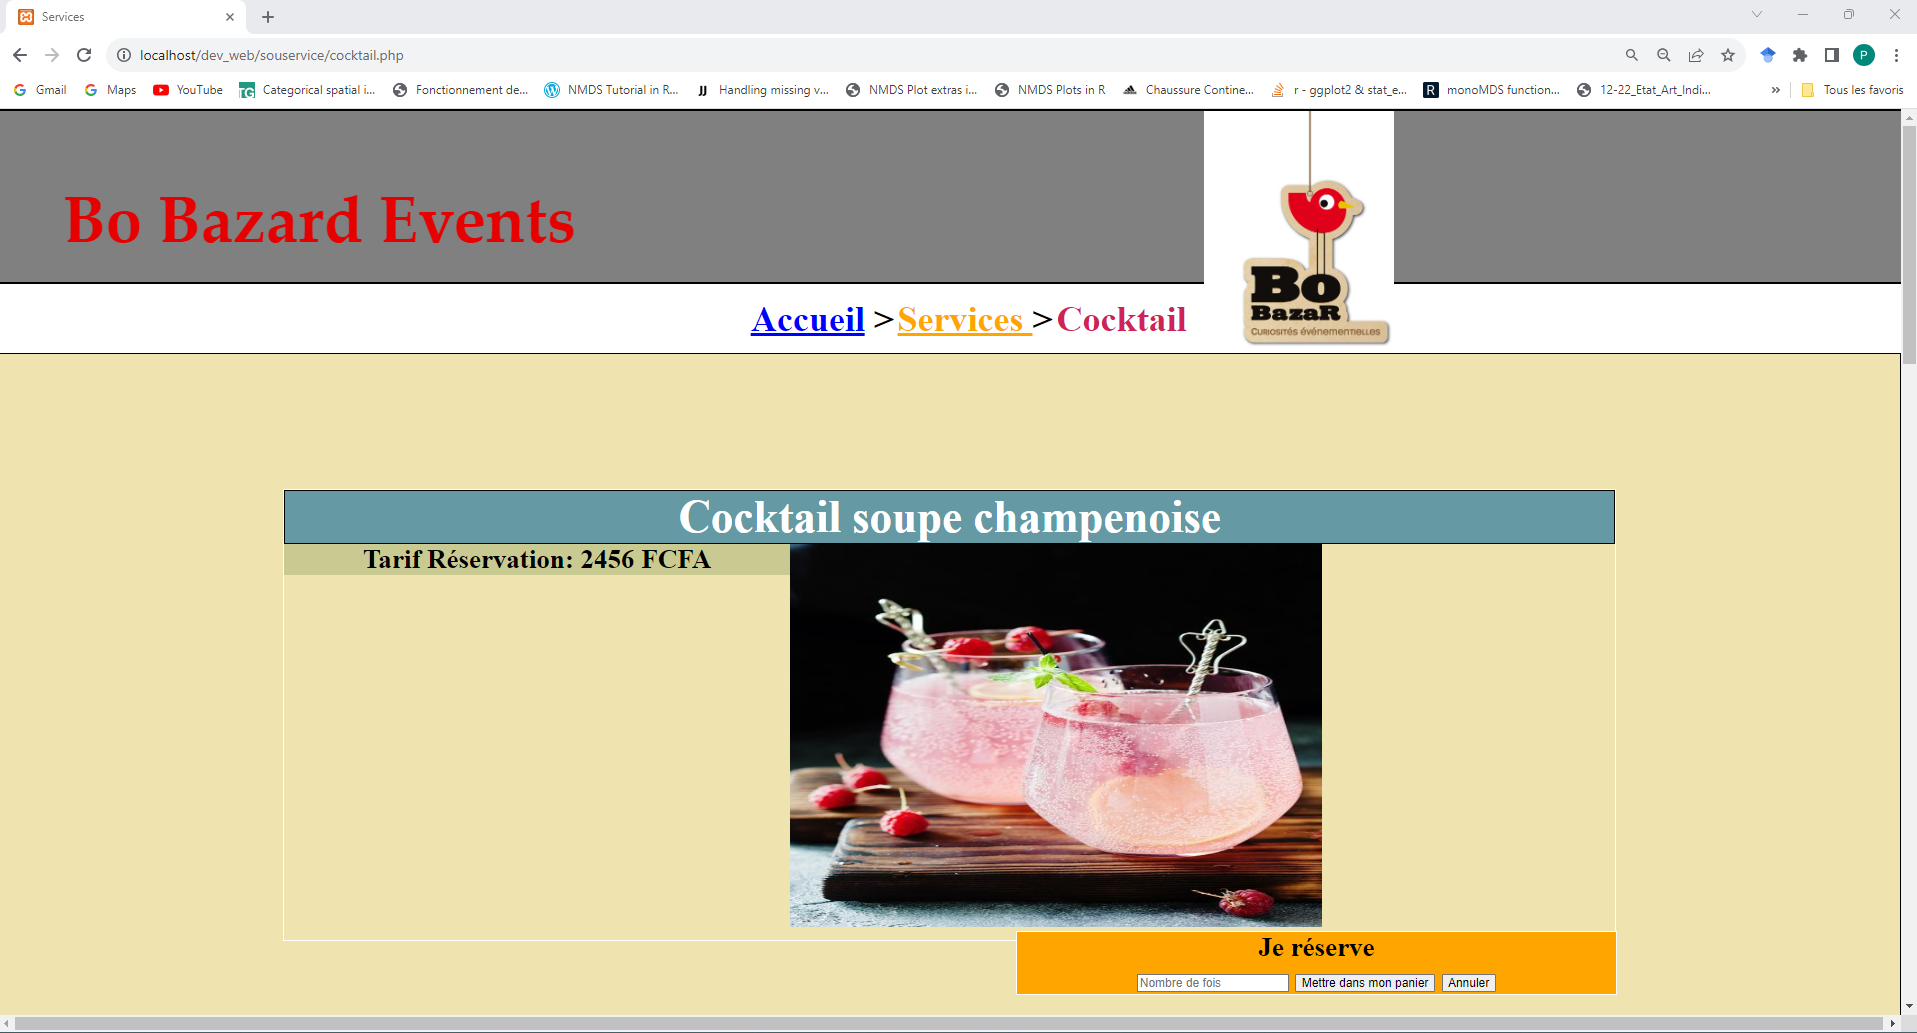 Services
localhost/dev_web/souservice/cocktail.php
P
Gmail Maps YouTube Categorical spatial i... Fonctionnement de... NMDS Tutorial in R... Handling missing v... NMDS Plot extras i... NMDS Plots in R Chaussure Contine... r - ggplot2 & stat_e... monoMDS function... 12-22_Etat_Art_Indi... » Tous les favoris
Bo Bazard Events
Bo
BazaR
Curiosités événementielles
Accueil > Services > Cocktail
Cocktail soupe champenoise
Tarif Réservation: 2456 FCFA
Je réserve
Nombre de fois Mettre dans mon panier Annuler